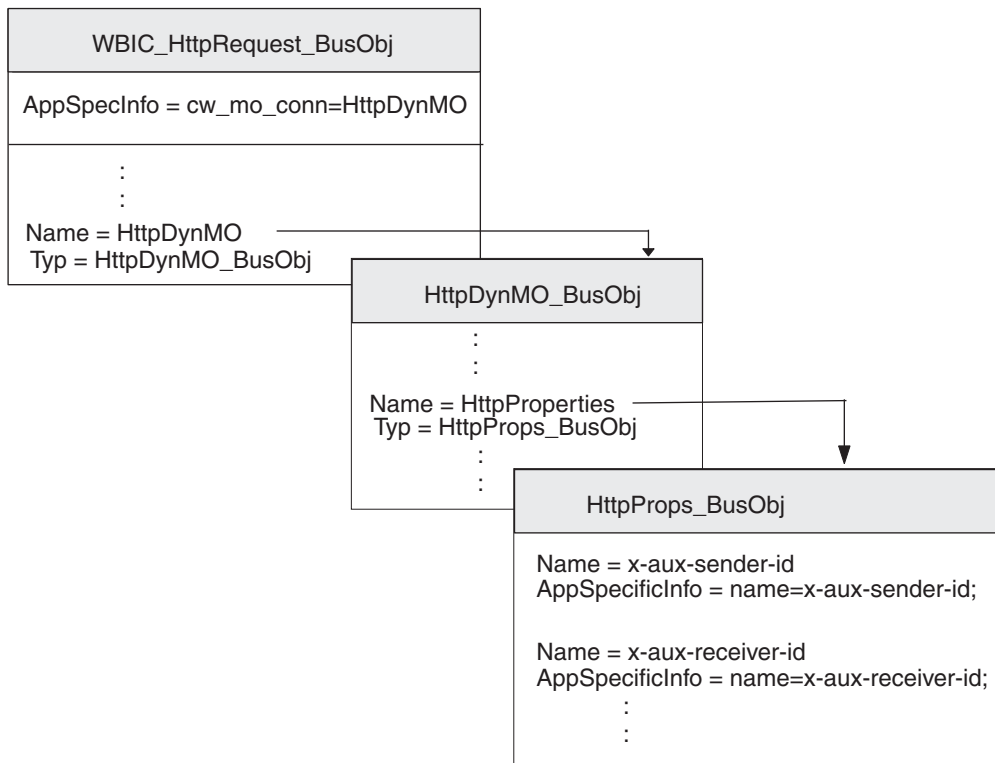 WBIC_HttpRequest_BusObj
AppSpecInfo = cw_mo_conn=HttpDynMO
:
:
Name = HttpDynMO
Typ = HttpDynMO_BusObj
HttpDynMO_BusObj
:
:
Name = HttpProperties
Typ = HttpProps_BusObj
:
:
HttpProps_BusObj
Name = x-aux-sender-id
AppSpecificInfo = name=x-aux-sender-id;
Name = x-aux-receiver-id
AppSpecificInfo = name=x-aux-receiver-id;
:
: